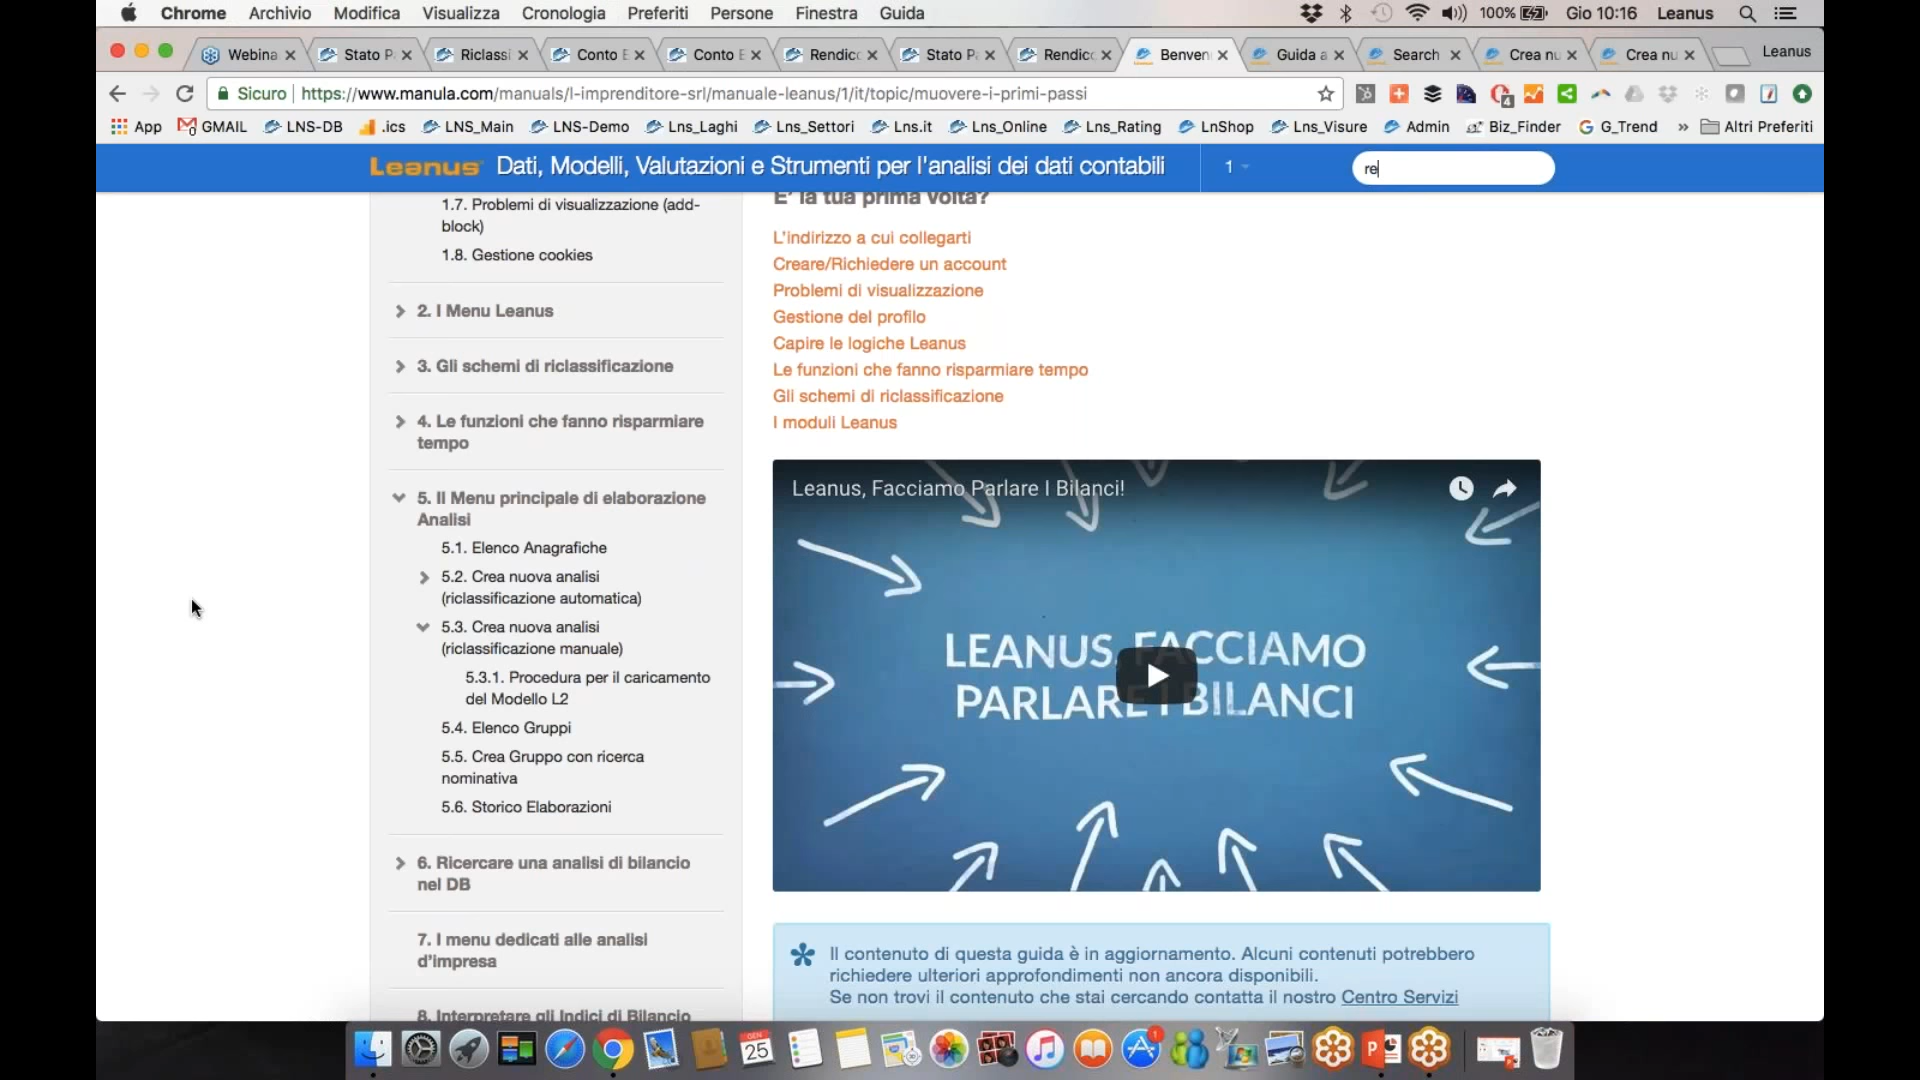 Chrome Archivio Modifica Visualizza Cronologia Preferiti Persone Finestra Guida 100% Gio 10:16 Leanus
Webina Stato P Riclassi Conto E Conto E Rendico Stato P Rendico Benven Guida a Search Crea nu Crea nu Leanus
Sicuro https://www.manula.com/manuals/l-imprenditore-srl/manuale-leanus/1/it/topic/muovere-i-primi-passi
App GMAIL LNS-DB .ics LNS_Main LNS-Demo Lns_Laghi Lns_Settori Lns.it Lns_Online Lns_Rating LnShop Lns_Visure Admin Biz_Finder G_Trend » Altri Preferiti
Leanus Dati, Modelli, Valutazioni e Strumenti per l'analisi dei dati contabili 1 re
1.7. Problemi di visualizzazione (add-
block)
1.8. Gestione cookies
2. I Menu Leanus
3. Gli schemi di riclassificazione
4. Le funzioni che fanno risparmiare
tempo
5. Il Menu principale di elaborazione
Analisi
5.1. Elenco Anagrafiche
5.2. Crea nuova analisi
(riclassificazione automatica)
5.3. Crea nuova analisi
(riclassificazione manuale)
5.3.1. Procedura per il caricamento
del Modello L2
5.4. Elenco Gruppi
5.5. Crea Gruppo con ricerca
nominativa
5.6. Storico Elaborazioni
6. Ricercare una analisi di bilancio
nel DB
7. I menu dedicati alle analisi
d'impresa
8. Interpretare gli Indici di Bilancio
E' la tua prima volta?
L'indirizzo a cui collegarti
Creare/Richiedere un account
Problemi di visualizzazione
Gestione del profilo
Capire le logiche Leanus
Le funzioni che fanno risparmiare tempo
Gli schemi di riclassificazione
I moduli Leanus
Leanus, Facciamo Parlare I Bilanci!
LEANUS, FACCIAMO
PARLARE I BILANCI
Il contenuto di questa guida è in aggiornamento. Alcuni contenuti potrebbero
richiedere ulteriori approfondimenti non ancora disponibili.
Se non trovi il contenuto che stai cercando contatta il nostro Centro Servizi
GEN
25
1